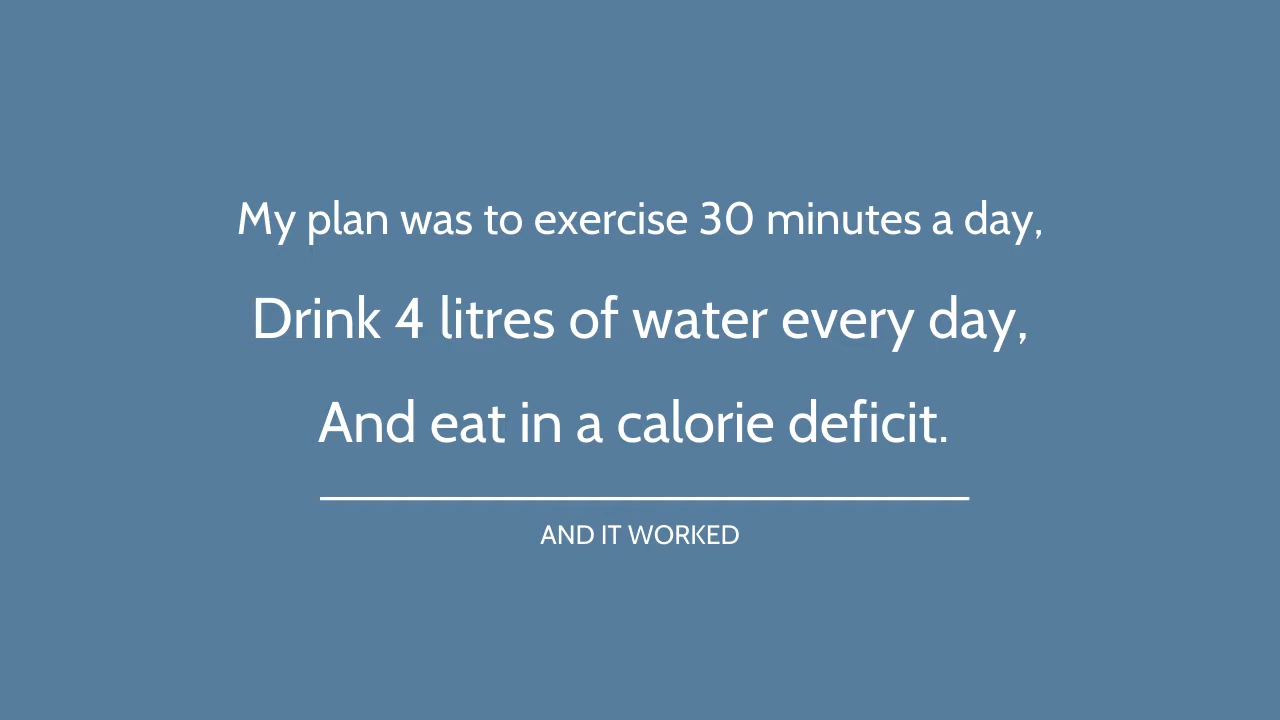 My plan was to exercise 30 minutes a day,
Drink 4 litres of water every day,
And eat in a calorie deficit.
AND IT WORKED